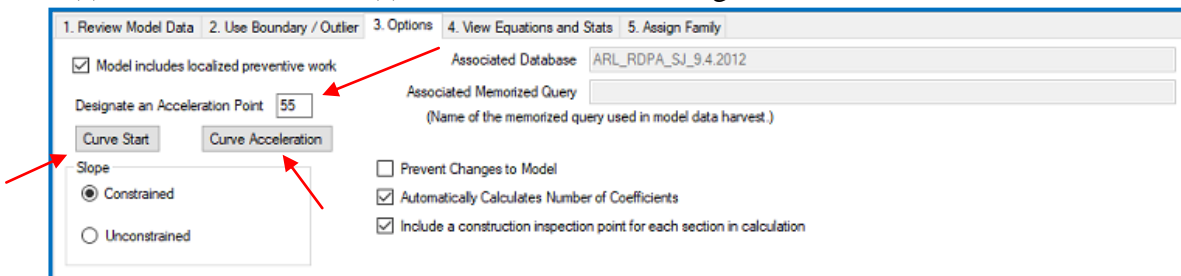 1. Review Model Data 2. Use Boundary / Outlier 3. Options 4. View Equations and Stats 5. Assign Family
Model includes localized preventive work
Associated Database ARL_RDPA_SJ_9.4.2012
Designate an Acceleration Point 55
Associated Memorized Query
(Name of the memorized query used in model data harvest.)
Curve Start Curve Acceleration
Slope
Prevent Changes to Model
Constrained
Automatically Calculates Number of Coefficients
Include a construction inspection point for each section in calculation
Unconstrained